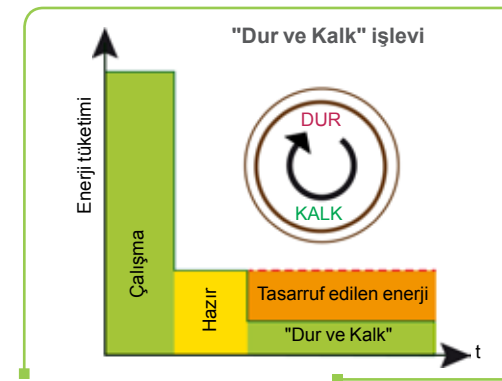 "Dur ve Kalk" işlevi
Enerji tüketimi
DUR
KALK
Çalışma
Hazır
Tasarruf edilen enerji
"Dur ve Kalk"
t